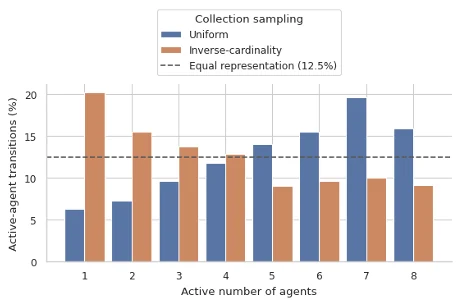 Collection sampling
Uniform
Inverse-cardinality
Equal representation (12.5%)
Active-agent transitions (%)
20
15
10
5
0
1 2 3 4 5 6 7 8
Active number of agents